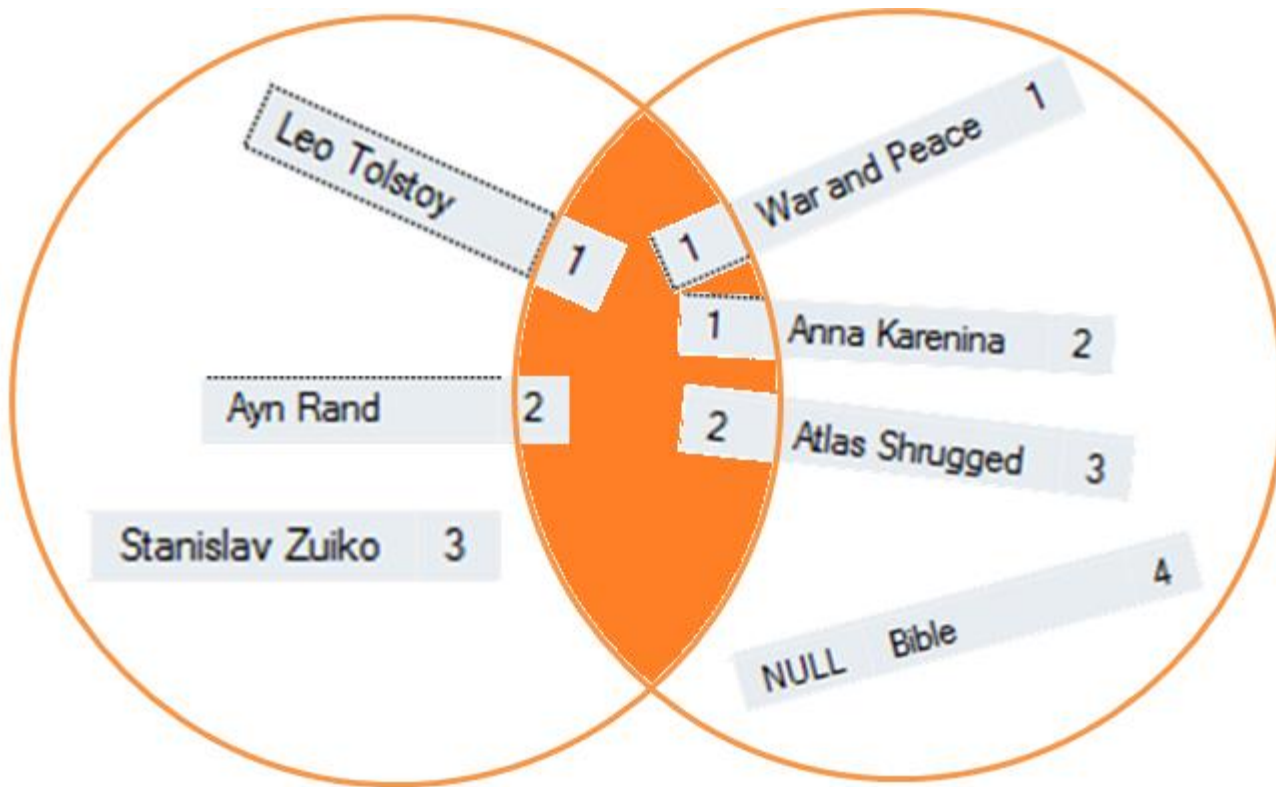 Leo Tolstoy 1
1 War and Peace 1
1 Anna Karenina 2
Ayn Rand 2
2 Atlas Shrugged 3
Stanislav Zuiko 3
NULL Bible 4